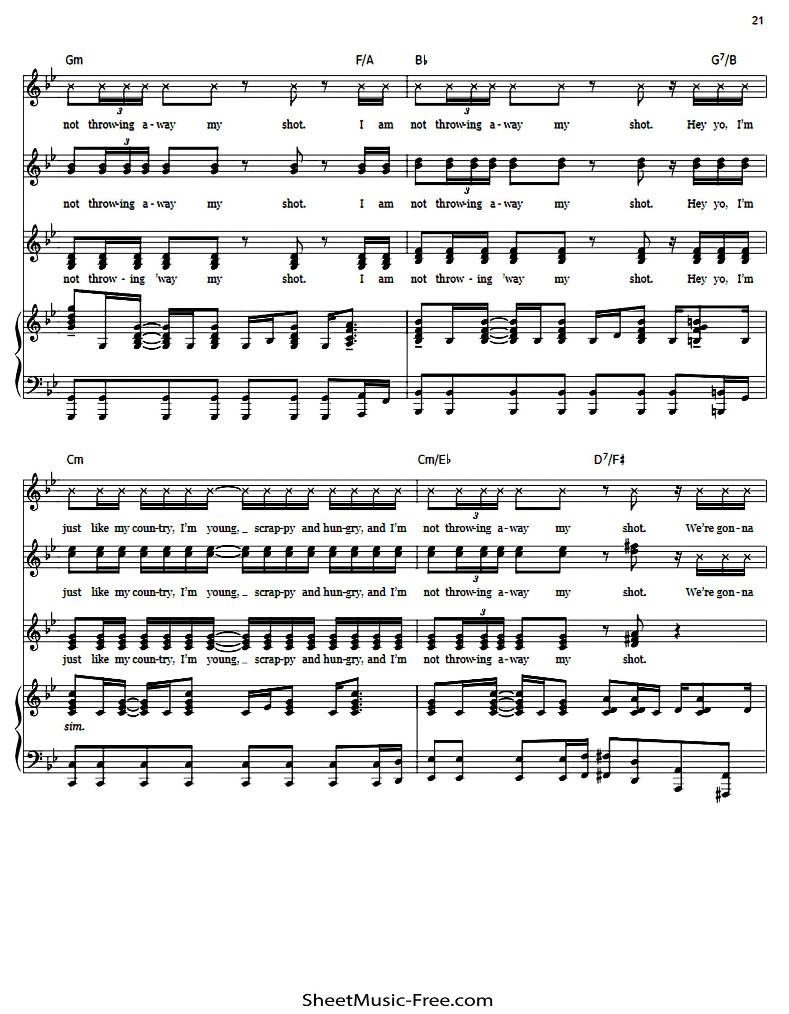 21
Gm F/A B♭ G7/B
3 3
not throw-ing a-way my shot. I am not throw-ing a-way my shot. Hey yo, I'm
3 3
not throw-ing a-way my shot. I am not throw-ing a-way my shot. Hey yo, I'm
not throw - ing 'way my shot. I am not throw - ing 'way my shot. Hey yo, I'm
Cm Cm/E♭ D7/F♯
3
just like my coun-try, I'm young, _ scrap-py and hun-gry, and I'm not throw-ing a-way my shot. We're gon-na
3
just like my coun-try, I'm young, _ scrap-py and hun-gry, and I'm not throw-ing a-way my shot. We're gon-na
3
just like my coun-try, I'm young, _ scrap-py and hun-gry, and I'm not throw-ing a-way my shot.
sim.
SheetMusic-Free.com